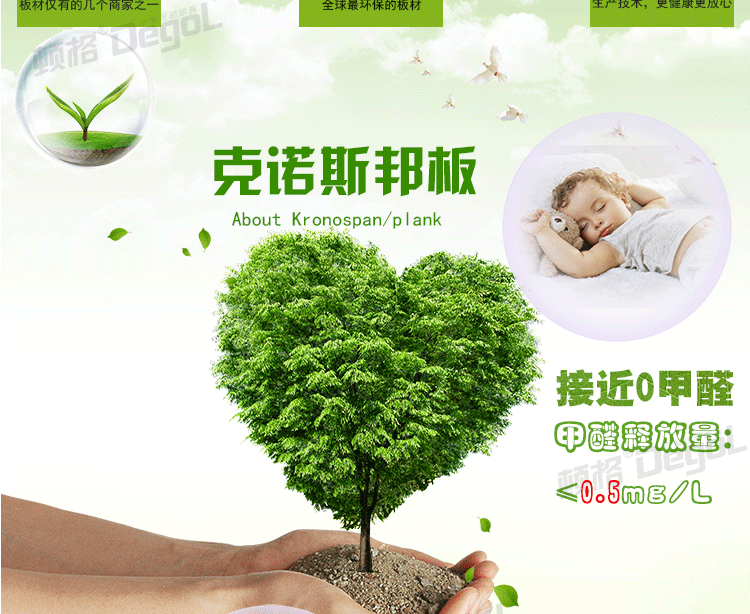 板材仅有的几个商家之一
全球最环保的板材
生产技术，更健康更放心
顿格® DegoL
克诺斯邦板
About Kronospan/plank
接近0甲醛
甲醛释放量:
顿格® DegoL
≤0.5mg/L